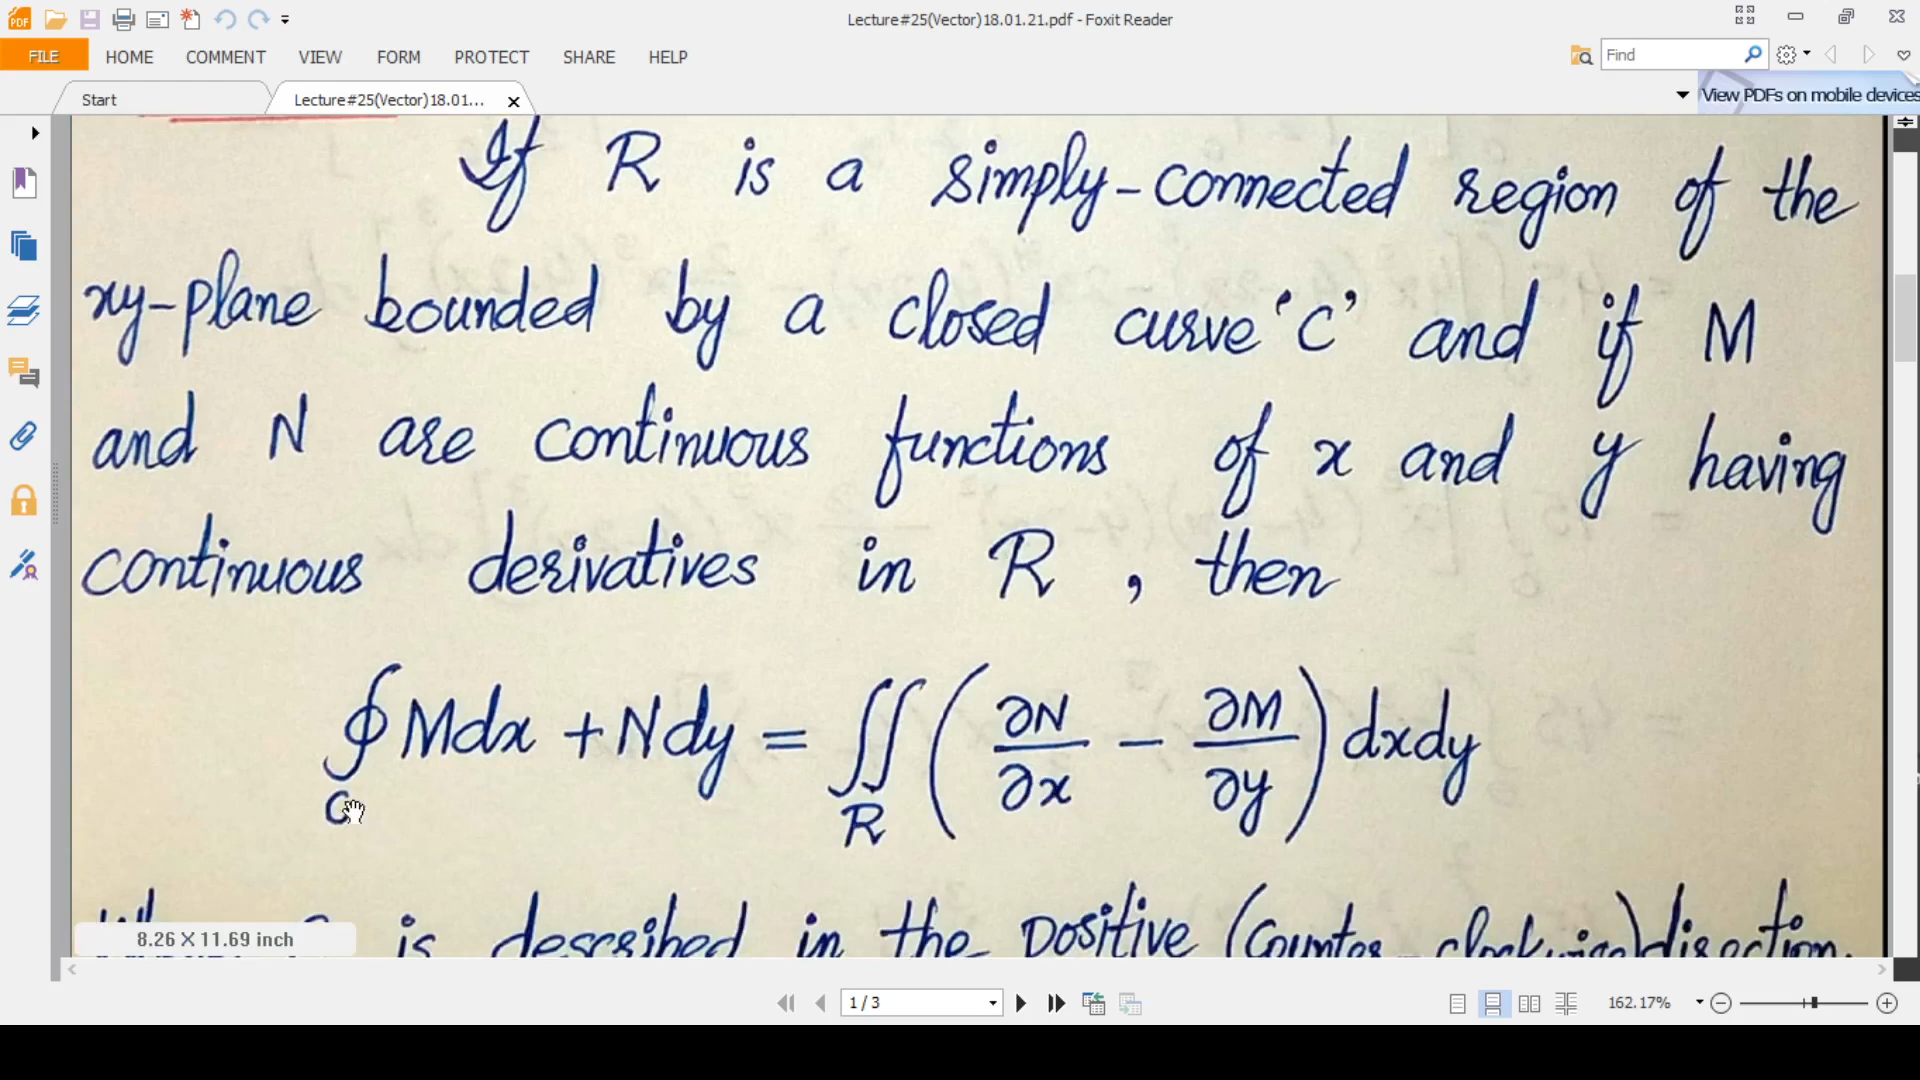 Lecture#25(Vector)18.01.21.pdf - Foxit Reader
FILE HOME COMMENT VIEW FORM PROTECT SHARE HELP
Find
Start Lecture#25(Vector)18.01... View PDFs on mobile devices
If R is a simply-connected region of the
xy-plane bounded by a closed curve 'C' and if M
and N are continuous functions of x and y having
continuous derivatives in R , then
∮ Mdx + Ndy = ∬ ( ∂N/∂x − ∂M/∂y ) dxdy
C R
is described in the positive (Counter-clockwise) direction.
8.26 X 11.69 inch
1 / 3
162.17%